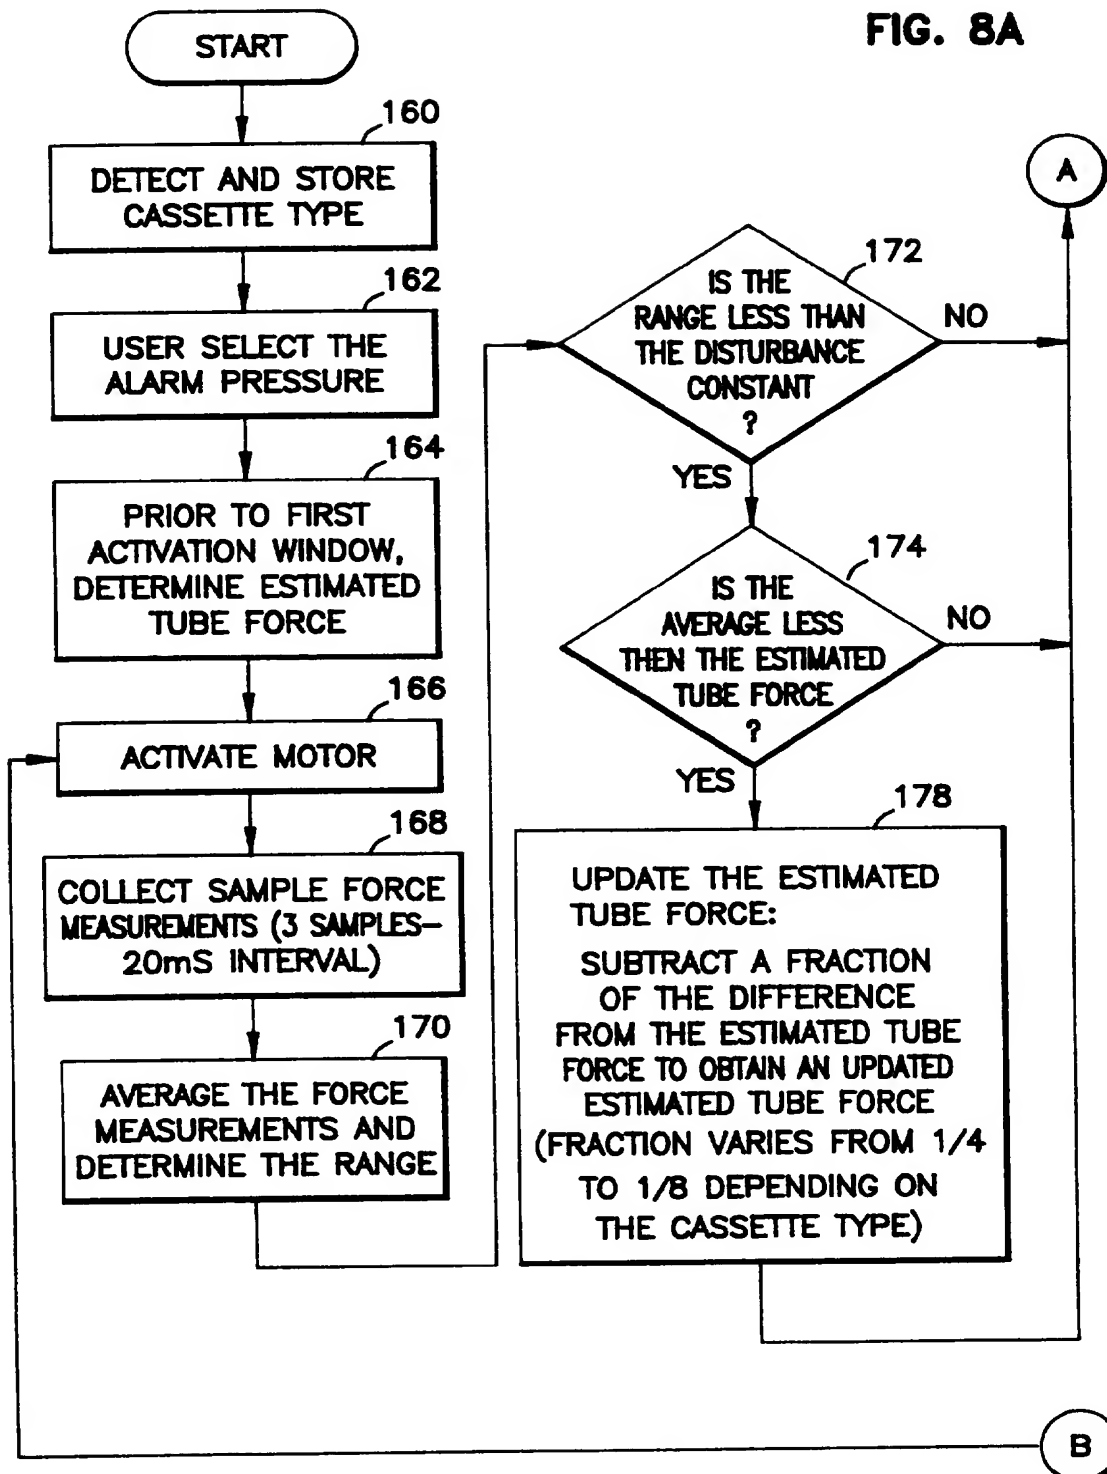 FIG. 8A
START
160
DETECT AND STORE
CASSETTE TYPE
162
USER SELECT THE
ALARM PRESSURE
164
PRIOR TO FIRST
ACTIVATION WINDOW,
DETERMINE ESTIMATED
TUBE FORCE
166
ACTIVATE MOTOR
168
COLLECT SAMPLE FORCE
MEASUREMENTS (3 SAMPLES–
20mS INTERVAL)
170
AVERAGE THE FORCE
MEASUREMENTS AND
DETERMINE THE RANGE
172
IS THE
RANGE LESS THAN
THE DISTURBANCE
CONSTANT
?
NO
YES
174
IS THE
AVERAGE LESS
THEN THE ESTIMATED
TUBE FORCE
?
NO
YES
178
UPDATE THE ESTIMATED
TUBE FORCE:
SUBTRACT A FRACTION
OF THE DIFFERENCE
FROM THE ESTIMATED TUBE
FORCE TO OBTAIN AN UPDATED
ESTIMATED TUBE FORCE
(FRACTION VARIES FROM 1/4
TO 1/8 DEPENDING ON
THE CASSETTE TYPE)
A
B